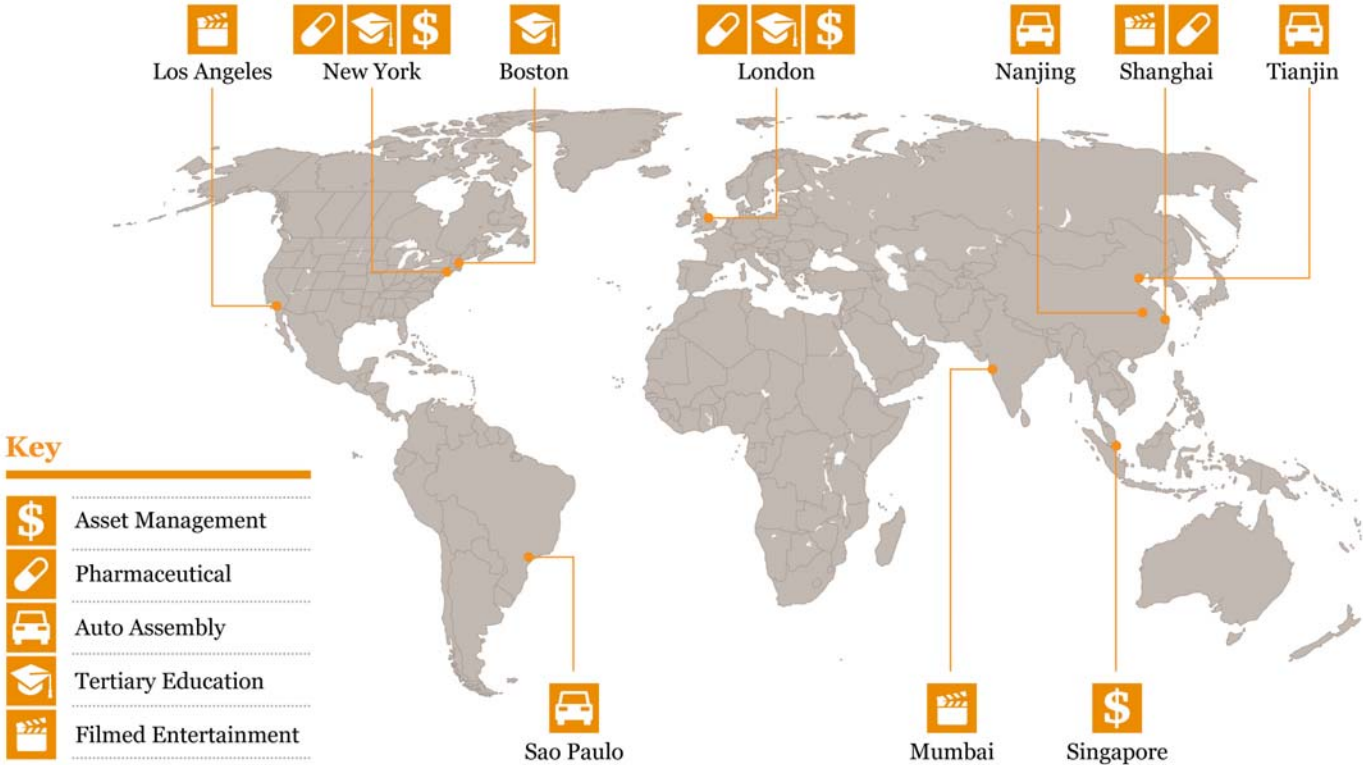 Los Angeles
New York
Boston
London
Nanjing
Shanghai
Tianjin
Key
$ Asset Management
Pharmaceutical
Auto Assembly
Tertiary Education
Filmed Entertainment
Sao Paulo
Mumbai
Singapore